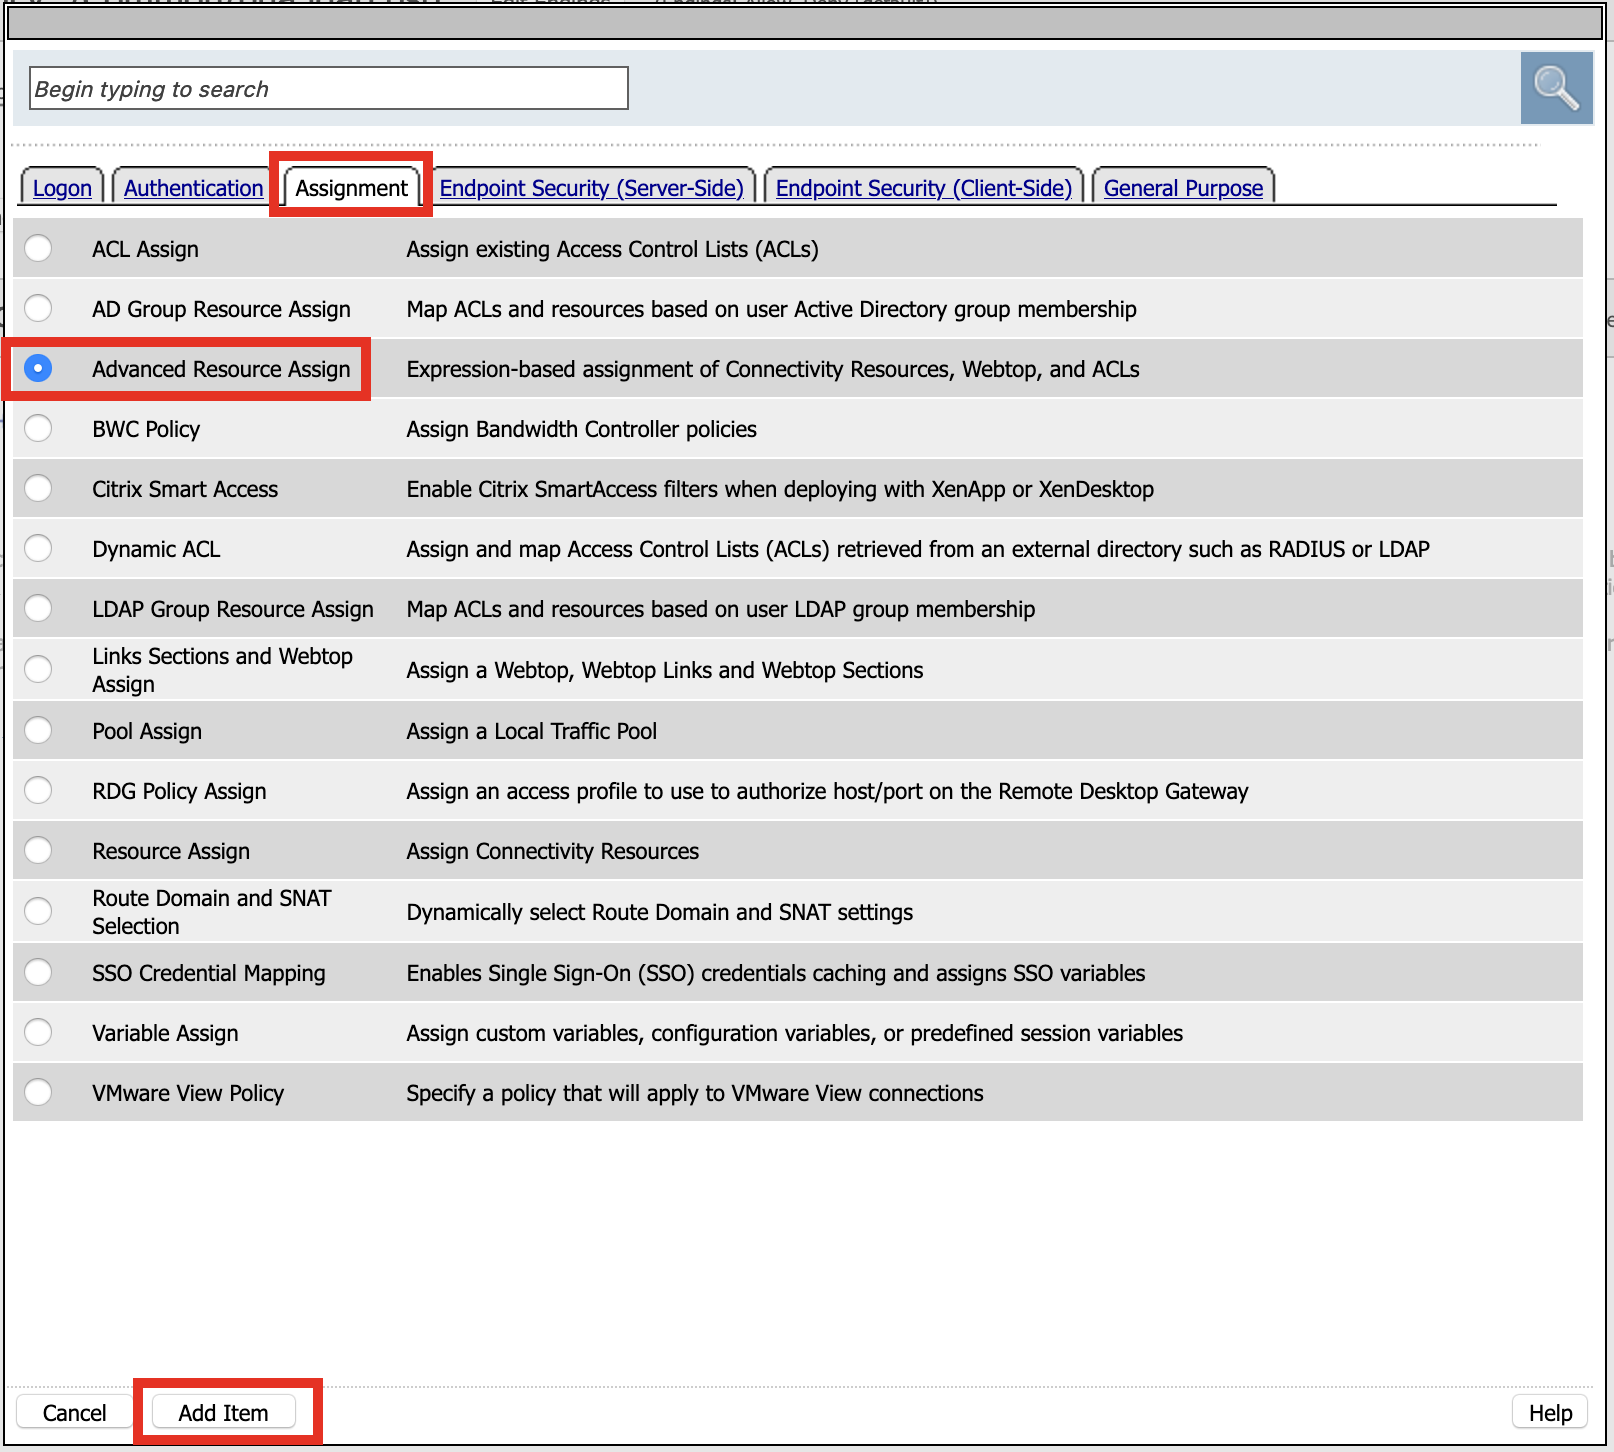 Begin typing to search
Logon Authentication Assignment Endpoint Security (Server-Side) Endpoint Security (Client-Side) General Purpose
ACL Assign Assign existing Access Control Lists (ACLs)
AD Group Resource Assign Map ACLs and resources based on user Active Directory group membership
Advanced Resource Assign Expression-based assignment of Connectivity Resources, Webtop, and ACLs
BWC Policy Assign Bandwidth Controller policies
Citrix Smart Access Enable Citrix SmartAccess filters when deploying with XenApp or XenDesktop
Dynamic ACL Assign and map Access Control Lists (ACLs) retrieved from an external directory such as RADIUS or LDAP
LDAP Group Resource Assign Map ACLs and resources based on user LDAP group membership
Links Sections and Webtop
Assign Assign a Webtop, Webtop Links and Webtop Sections
Pool Assign Assign a Local Traffic Pool
RDG Policy Assign Assign an access profile to use to authorize host/port on the Remote Desktop Gateway
Resource Assign Assign Connectivity Resources
Route Domain and SNAT
Selection Dynamically select Route Domain and SNAT settings
SSO Credential Mapping Enables Single Sign-On (SSO) credentials caching and assigns SSO variables
Variable Assign Assign custom variables, configuration variables, or predefined session variables
VMware View Policy Specify a policy that will apply to VMware View connections
Cancel Add Item Help